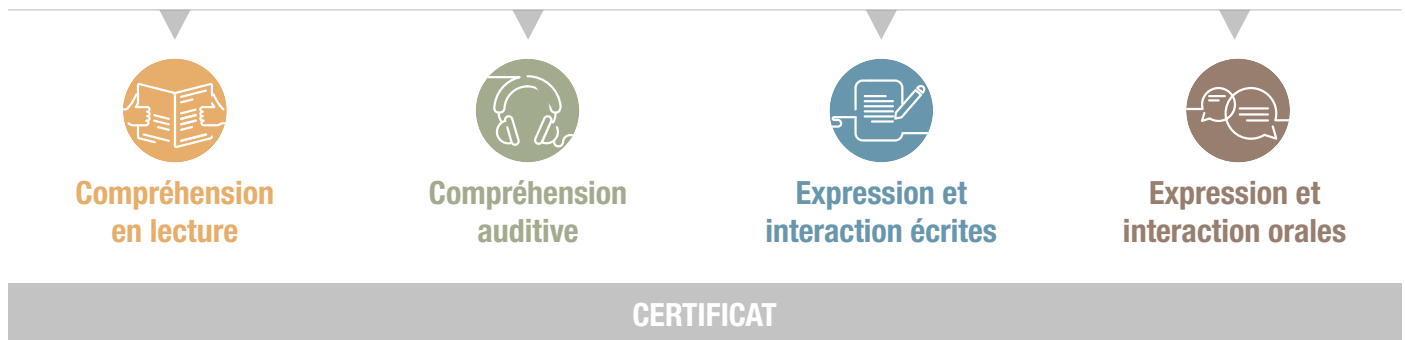 Compréhension
en lecture
Compréhension
auditive
Expression et
interaction écrites
Expression et
interaction orales
CERTIFICAT